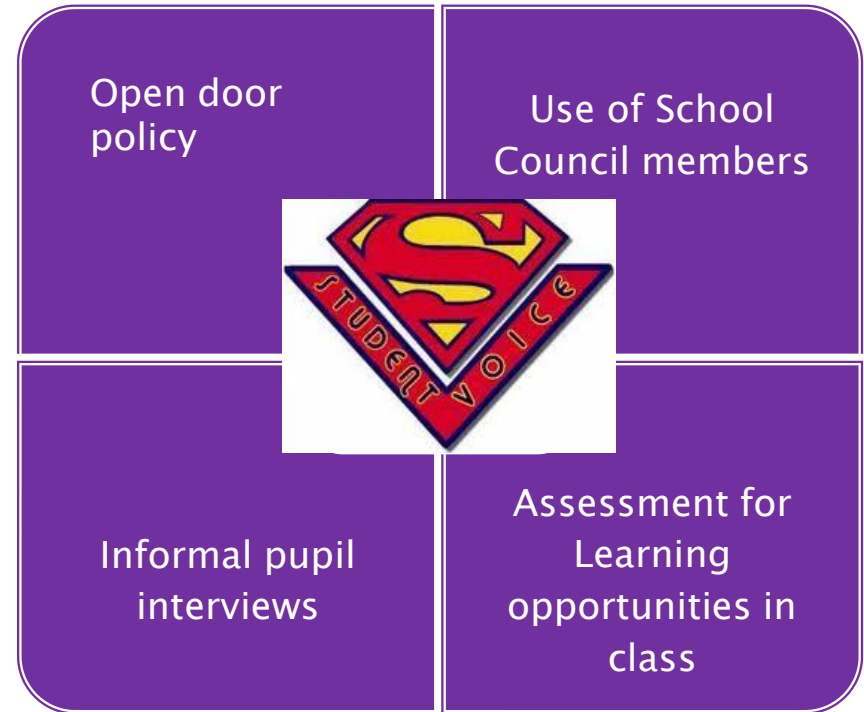 Open door
policy
Use of School
Council members
S
STUDENT VOICE
Informal pupil
interviews
Assessment for
Learning
opportunities in
class